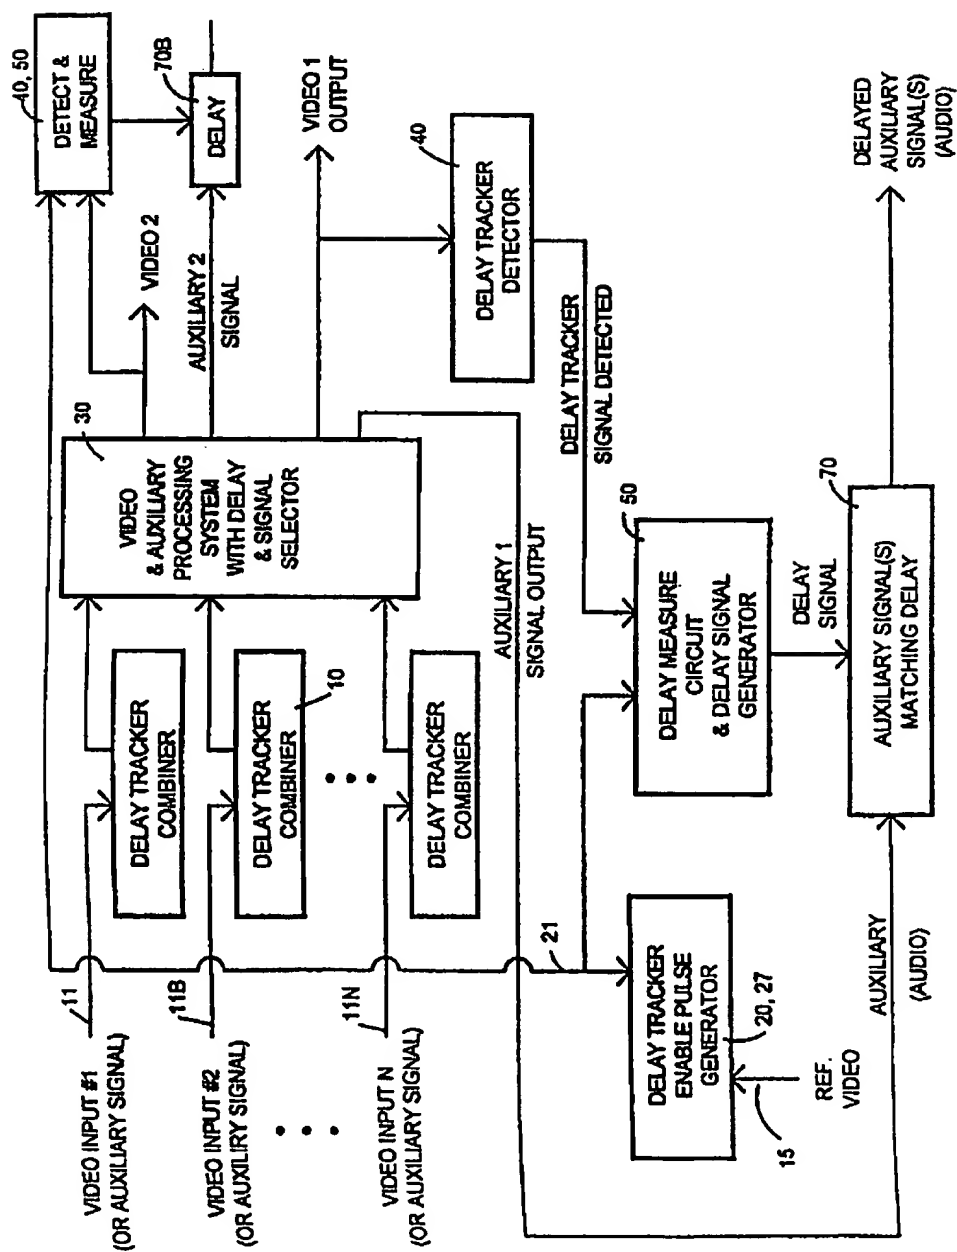 VIDEO INPUT #1
(OR AUXILIARY SIGNAL)
11
VIDEO INPUT #2
(OR AUXILIRY SIGNAL)
11B
VIDEO INPUT N
(OR AUXILIARY SIGNAL)
11N
DELAY TRACKER
COMBINER
DELAY TRACKER
COMBINER
10
DELAY TRACKER
COMBINER
VIDEO
& AUXILIARY
PROCESSING
SYSTEM
WITH DELAY
& SIGNAL
SELECTOR
30
VIDEO 2
AUXILIARY 2
SIGNAL
DETECT &
MEASURE
40, 50
DELAY
70B
VIDEO 1
OUTPUT
DELAY TRACKER
DETECTOR
40
AUXILIARY 1
SIGNAL OUTPUT
DELAY TRACKER
SIGNAL DETECTED
21
DELAY TRACKER
ENABLE PULSE
GENERATOR
20, 27
15
REF.
VIDEO
DELAY MEASURE
CIRCUIT
& DELAY SIGNAL
GENERATOR
50
DELAY
SIGNAL
AUXILIARY
(AUDIO)
AUXILIARY SIGNAL(S)
MATCHING DELAY
70
DELAYED
AUXILIARY
SIGNAL(S)
(AUDIO)